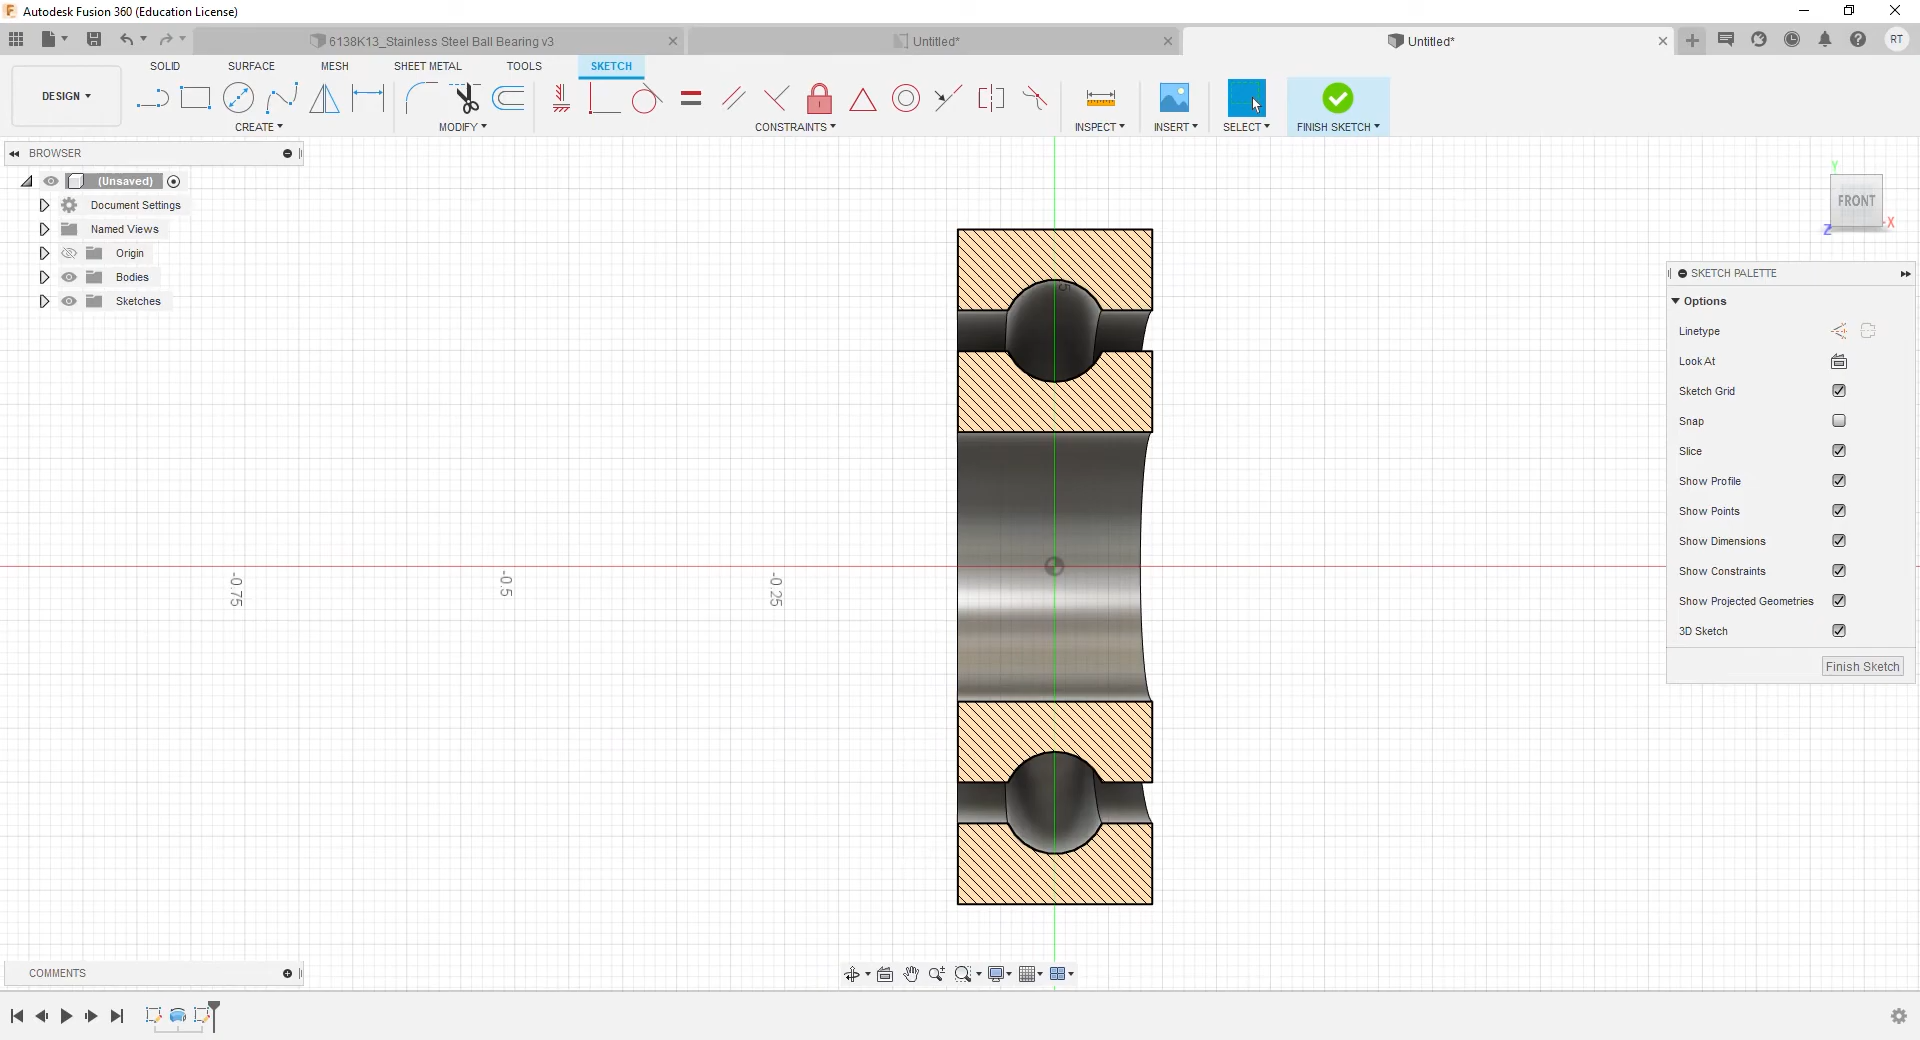 Autodesk Fusion 360 (Education License)
6138K13_Stainless Steel Ball Bearing v3
Untitled*
Untitled*
RT
SOLID
SURFACE
MESH
SHEET METAL
TOOLS
SKETCH
DESIGN
CREATE
MODIFY
CONSTRAINTS
INSPECT
INSERT
SELECT
FINISH SKETCH
BROWSER
(Unsaved)
Document Settings
Named Views
Origin
Bodies
Sketches
Y
FRONT
X
Z
SKETCH PALETTE
Options
Linetype
Look At
Sketch Grid
Snap
Slice
Show Profile
Show Points
Show Dimensions
Show Constraints
Show Projected Geometries
3D Sketch
Finish Sketch
-0.75
-0.5
-0.25
COMMENTS